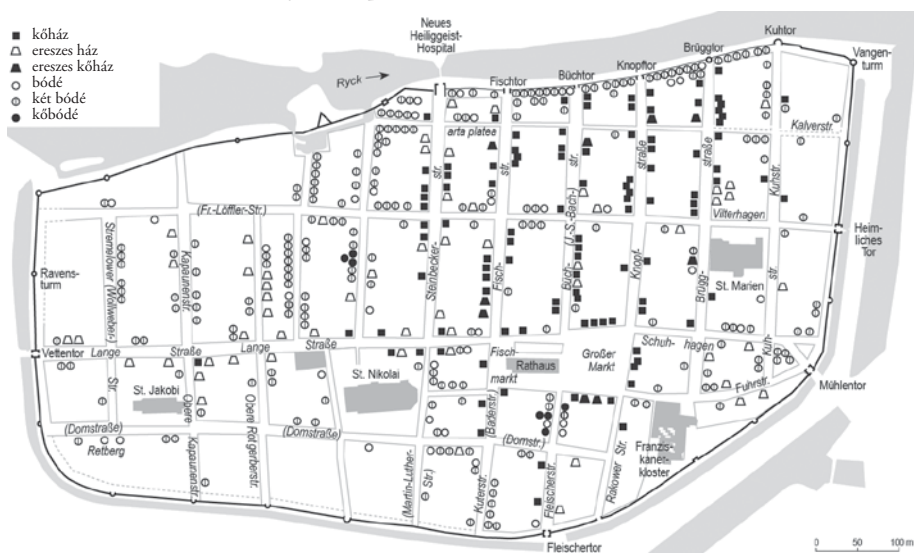 kőház
ereszes ház
ereszes kőház
bódé
két bódé
kőbódé
Neues
Heiliggeist-
Hospital
Ryck
Fischtor
Büchtor
Knopftor
Brüggtor
Kuhtor
Vangen-
turm
arta platee
Kalverstr.
str.
str.
str.
straße
straße
Kuhstr.
(Fr.-Löffler-Str.)
Vilterhagen
Stremelower (Wollweber-)
Str.
Kapaunenstr.
Steinbecker-
Fisch-
Büch-
(J.-S.-Bach-)
Knopf-
Brügg-
St. Marien
str
Heim-
liches
Tor
Ravens-
turm
Vettentor
Lange
Straße
Lange
Straße
Fisch-
markt
Rathaus
Großer
Markt
Schuh-
hagen
Kuh-
Fuhrstr.
Mühlentor
St. Jakobi
St. Nikolai
Obere
Kapaunenstr.
Obere Rotgerberstr.
(Baderstr.)
(Domstraße)
(Domstraße)
(Domstr.)
Retberg
Franzis-
kaner-
kloster
(Martin-Luther-
Str.)
Kuterstr.
Fleischerstr.
Rakower
Str.
Fleischertor
0 50 100 m